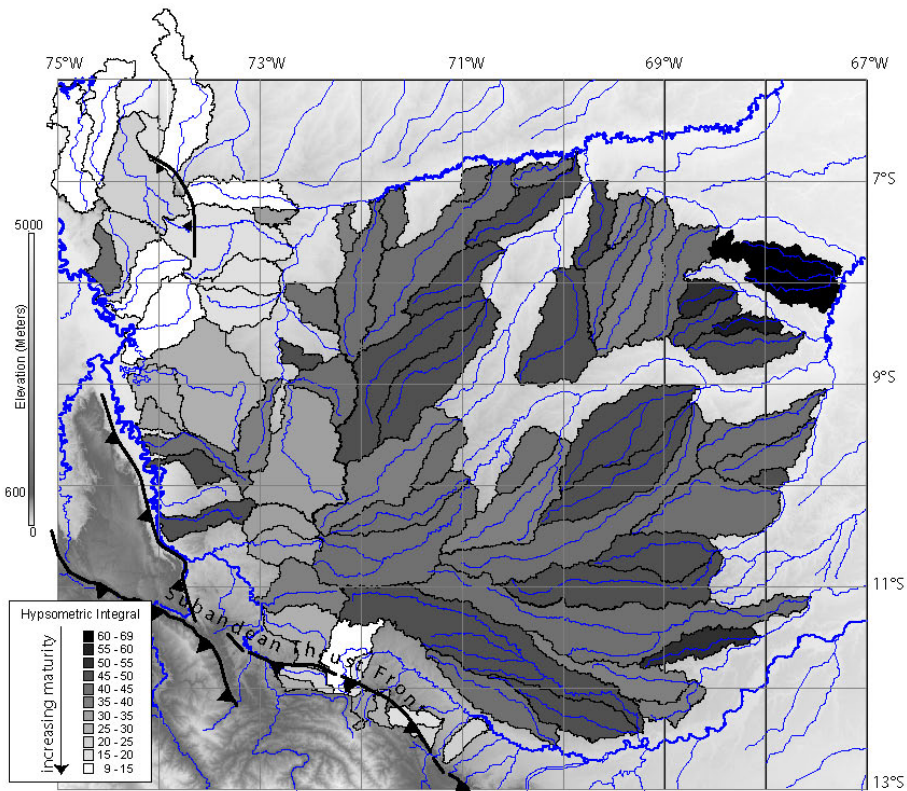 75°W 73°W 71°W 69°W 67°W
7°S
5000
Elevation (Meters)
9°S
600
0
11°S
Subandean Thrust Front
Hypsometric Integral
increasing maturity
60 - 69
55 - 60
50 - 55
45 - 50
40 - 45
35 - 40
30 - 35
25 - 30
20 - 25
15 - 20
9 - 15
13°S